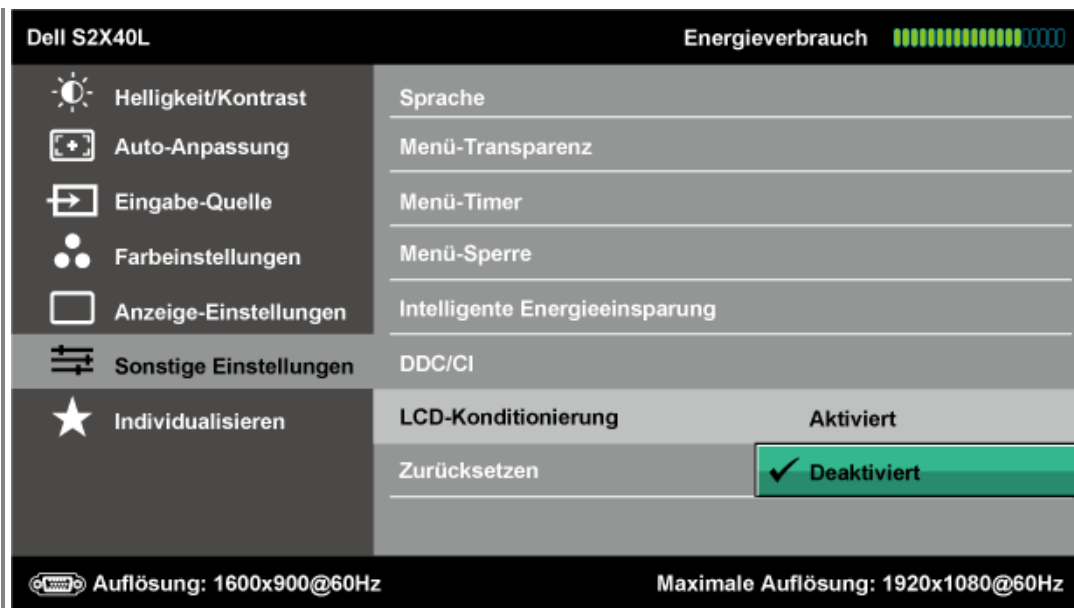 Dell S2X40L
Energieverbrauch
Helligkeit/Kontrast
Auto-Anpassung
Eingabe-Quelle
Farbeinstellungen
Anzeige-Einstellungen
Sonstige Einstellungen
Individualisieren
Sprache
Menü-Transparenz
Menü-Timer
Menü-Sperre
Intelligente Energieeinsparung
DDC/CI
LCD-Konditionierung
Aktiviert
Zurücksetzen
Deaktiviert
Auflösung: 1600x900@60Hz
Maximale Auflösung: 1920x1080@60Hz